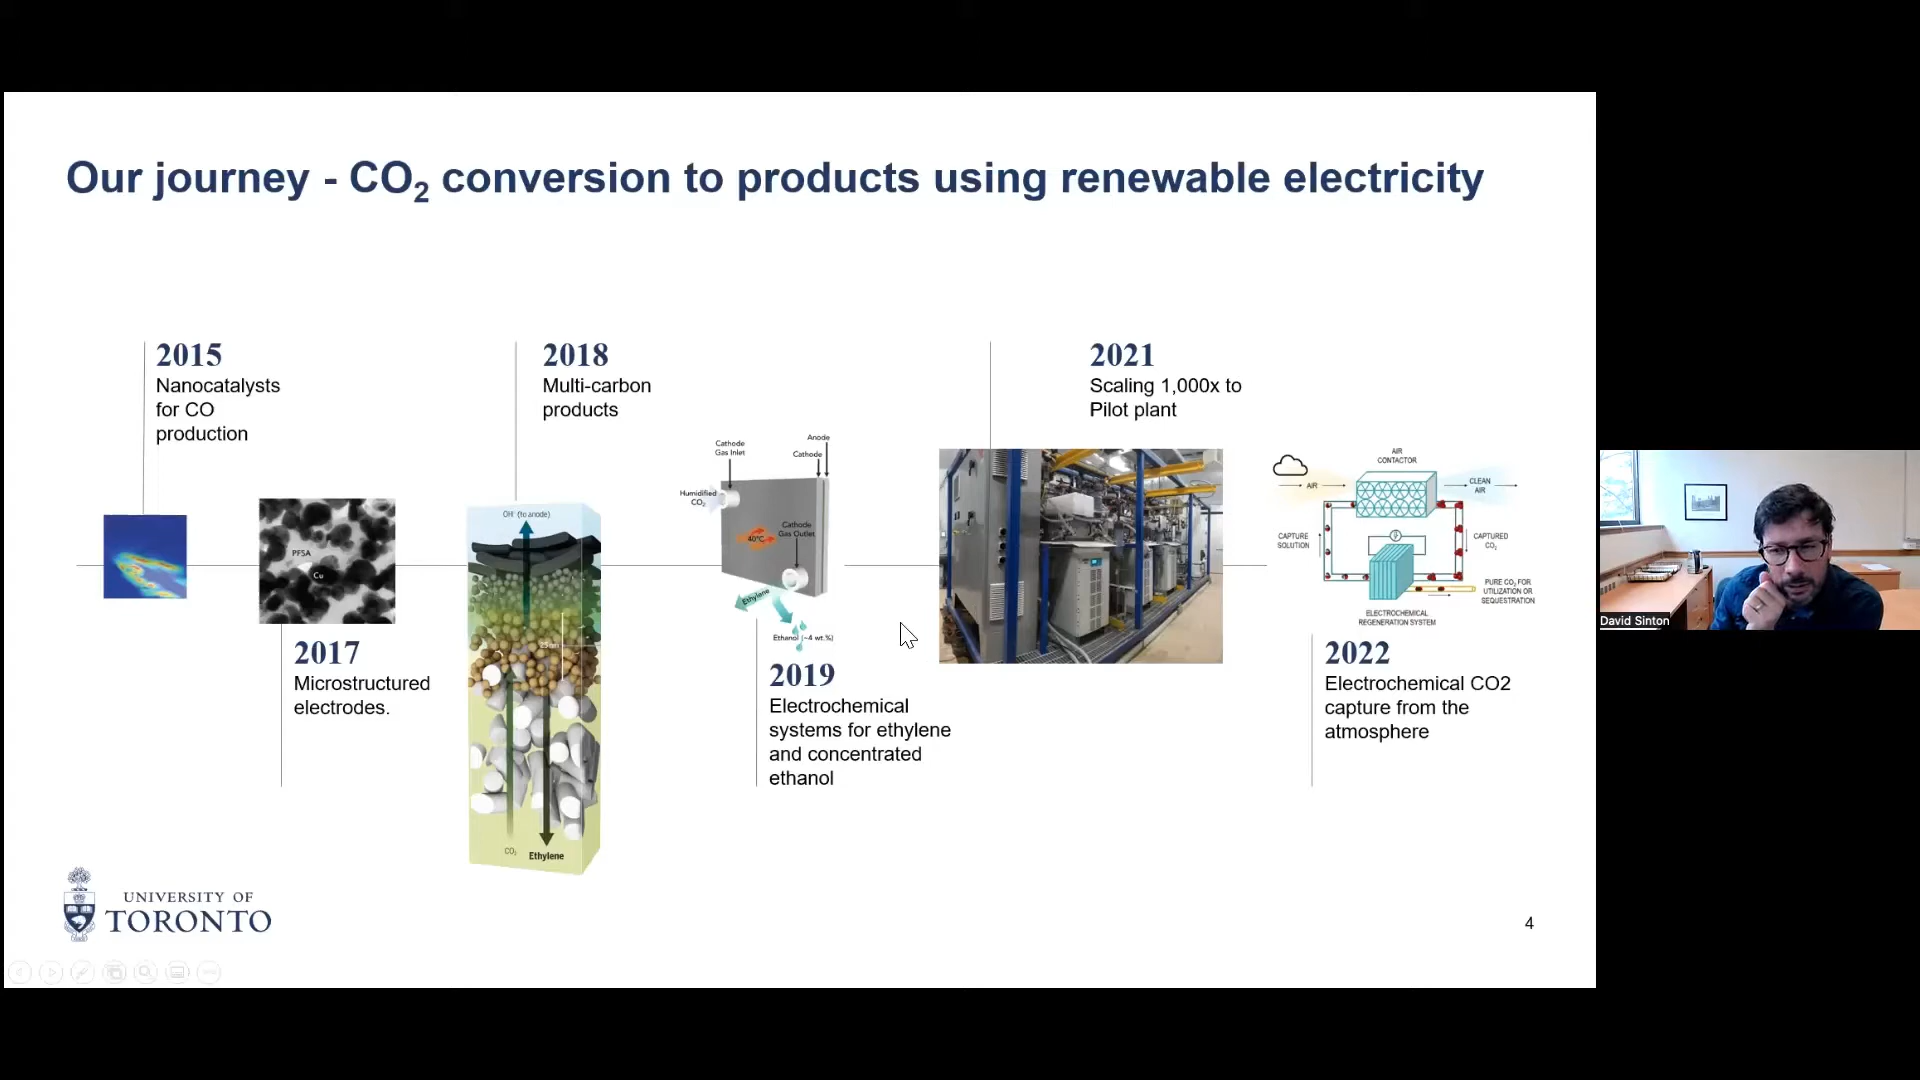 Our journey - CO2 conversion to products using renewable electricity
2015
Nanocatalysts
for CO
production
2018
Multi-carbon
products
2021
Scaling 1,000x to
Pilot plant
PFSA
Cu
2017
Microstructured
electrodes.
OH⁻ (to anode)
CO2
Ethylene
Cathode
Gas Inlet
Anode
Cathode
Humidified
CO2
40°C
Cathode
Gas Outlet
Ethylene
Ethanol (~4 wt.%)
2019
Electrochemical
systems for ethylene
and concentrated
ethanol
AIR
CONTACTOR
AIR
CLEAN
AIR
CAPTURE
SOLUTION
CAPTURED
CO2
PURE CO2 FOR
UTILIZATION OR
SEQUESTRATION
ELECTROCHEMICAL
REGENERATION SYSTEM
2022
Electrochemical CO2
capture from the
atmosphere
David Sinton
UNIVERSITY OF
TORONTO
4